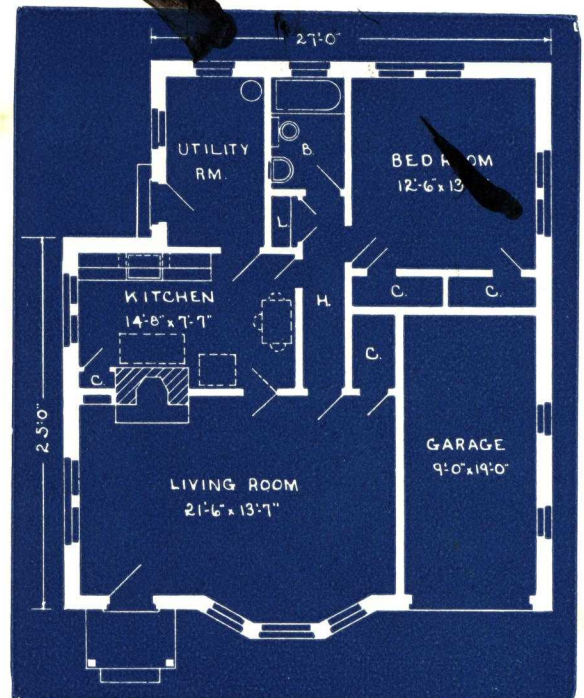 27'-0"
UTILITY
RM.
B.
BED ROOM
12'-6" x 13
L.
KITCHEN
14'-8" x 7'-7"
H.
C.
C.
C.
C.
25'-0"
GARAGE
9'-0" x 19'-0"
LIVING ROOM
21'-6" x 13'-7"